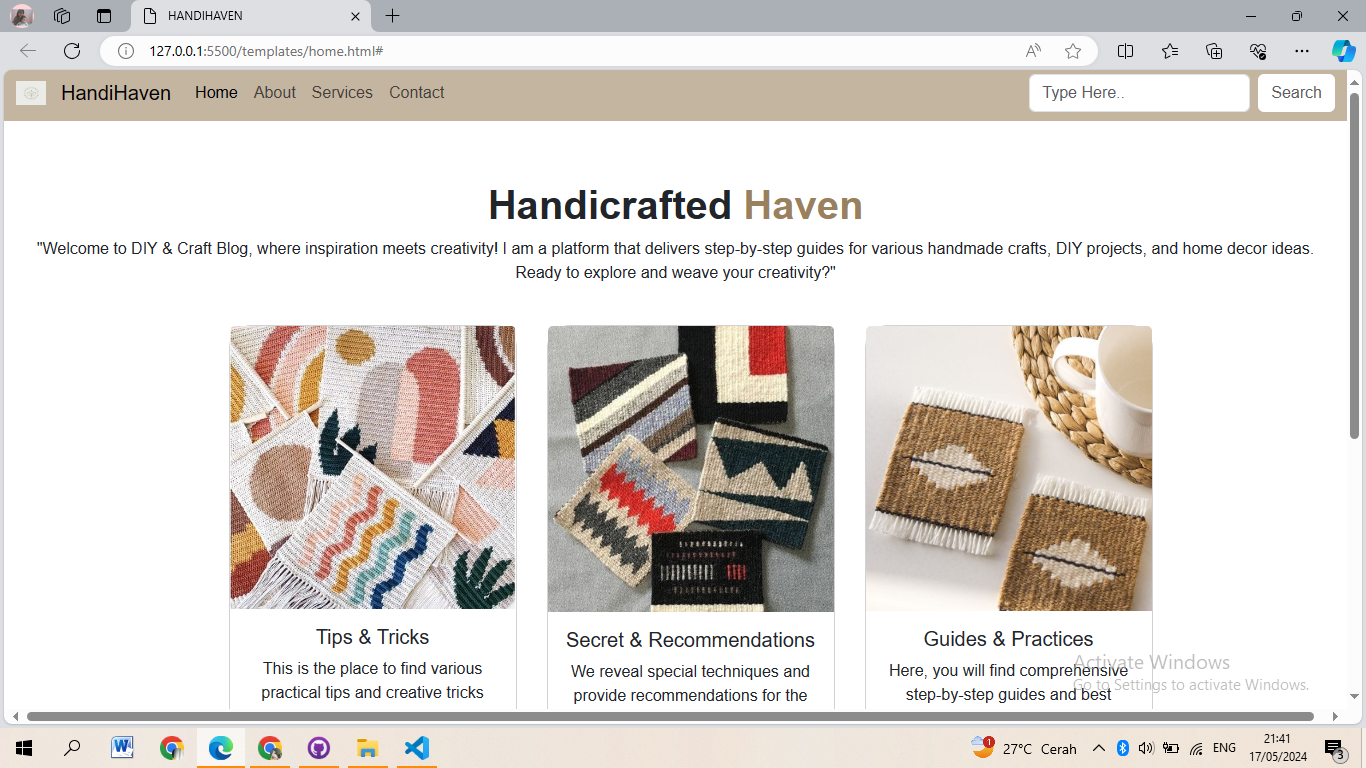 HANDIHAVEN
127.0.0.1:5500/templates/home.html#
HandiHaven Home About Services Contact Type Here.. Search
Handicrafted Haven
"Welcome to DIY & Craft Blog, where inspiration meets creativity! I am a platform that delivers step-by-step guides for various handmade crafts, DIY projects, and home decor ideas.
Ready to explore and weave your creativity?"
Tips & Tricks
This is the place to find various
practical tips and creative tricks
Secret & Recommendations
We reveal special techniques and
provide recommendations for the
Guides & Practices
Here, you will find comprehensive
step-by-step guides and best
Activate Windows
Go to Settings to activate Windows.
1
27°C Cerah
ENG
21:41
17/05/2024
3